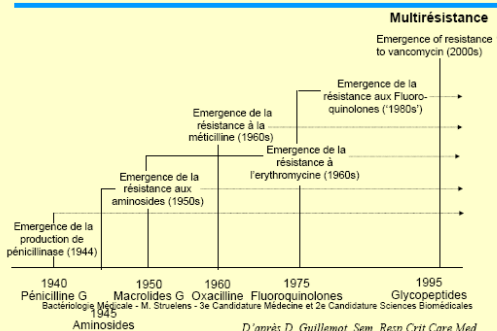 Multirésistance
Emergence of resistance
to vancomycin (2000s)
Emergence de la
résistance aux Fluoro-
quinolones ('1980s')
Emergence de la
résistance à la
méticilline (1960s)
Emergence de la
résistance à
l'erythromycine (1960s)
Emergence de la
résistance aux
aminosides (1950s)
Emergence de la
production de
pénicillinase (1944)
1940
Pénicilline G
1945
Aminosides
1950
Macrolides G
1960
Oxacilline
1975
Fluoroquinolones
1995
Glycopeptides
Bactériologie Médicale - M. Struelens - 3e Candidature Médecine et 2e Candidature Sciences Biomédicales
D'après D. Guillemot, Sem. Resp Crit Care Med